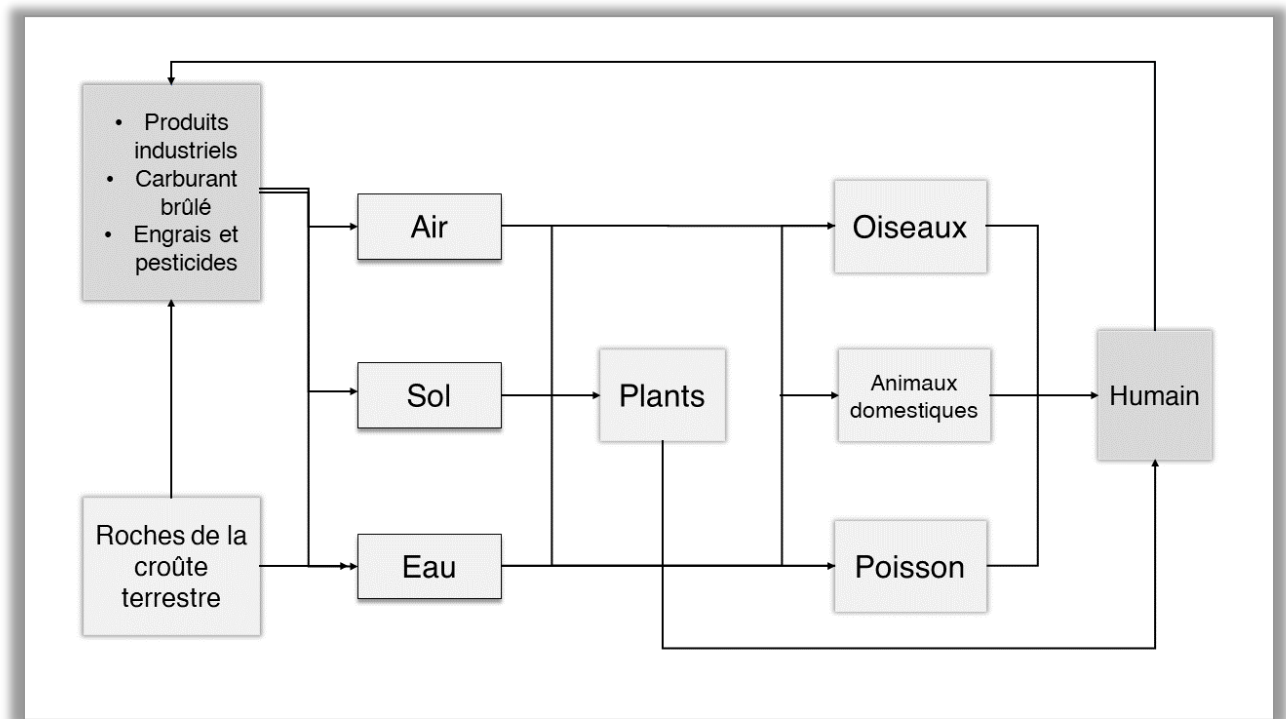 • Produits
industriels
• Carburant
brûlé
• Engrais et
pesticides
Air
Oiseaux
Sol
Plants
Animaux
domestiques
Humain
Roches de la
croûte
terrestre
Eau
Poisson